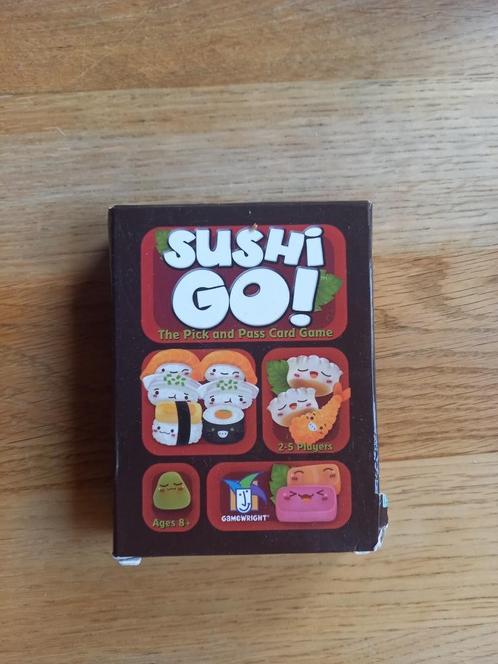 SUSHi
GO!
The Pick and Pass Card Game
2-5 Players
Ages 8+
GAMEWRIGHT